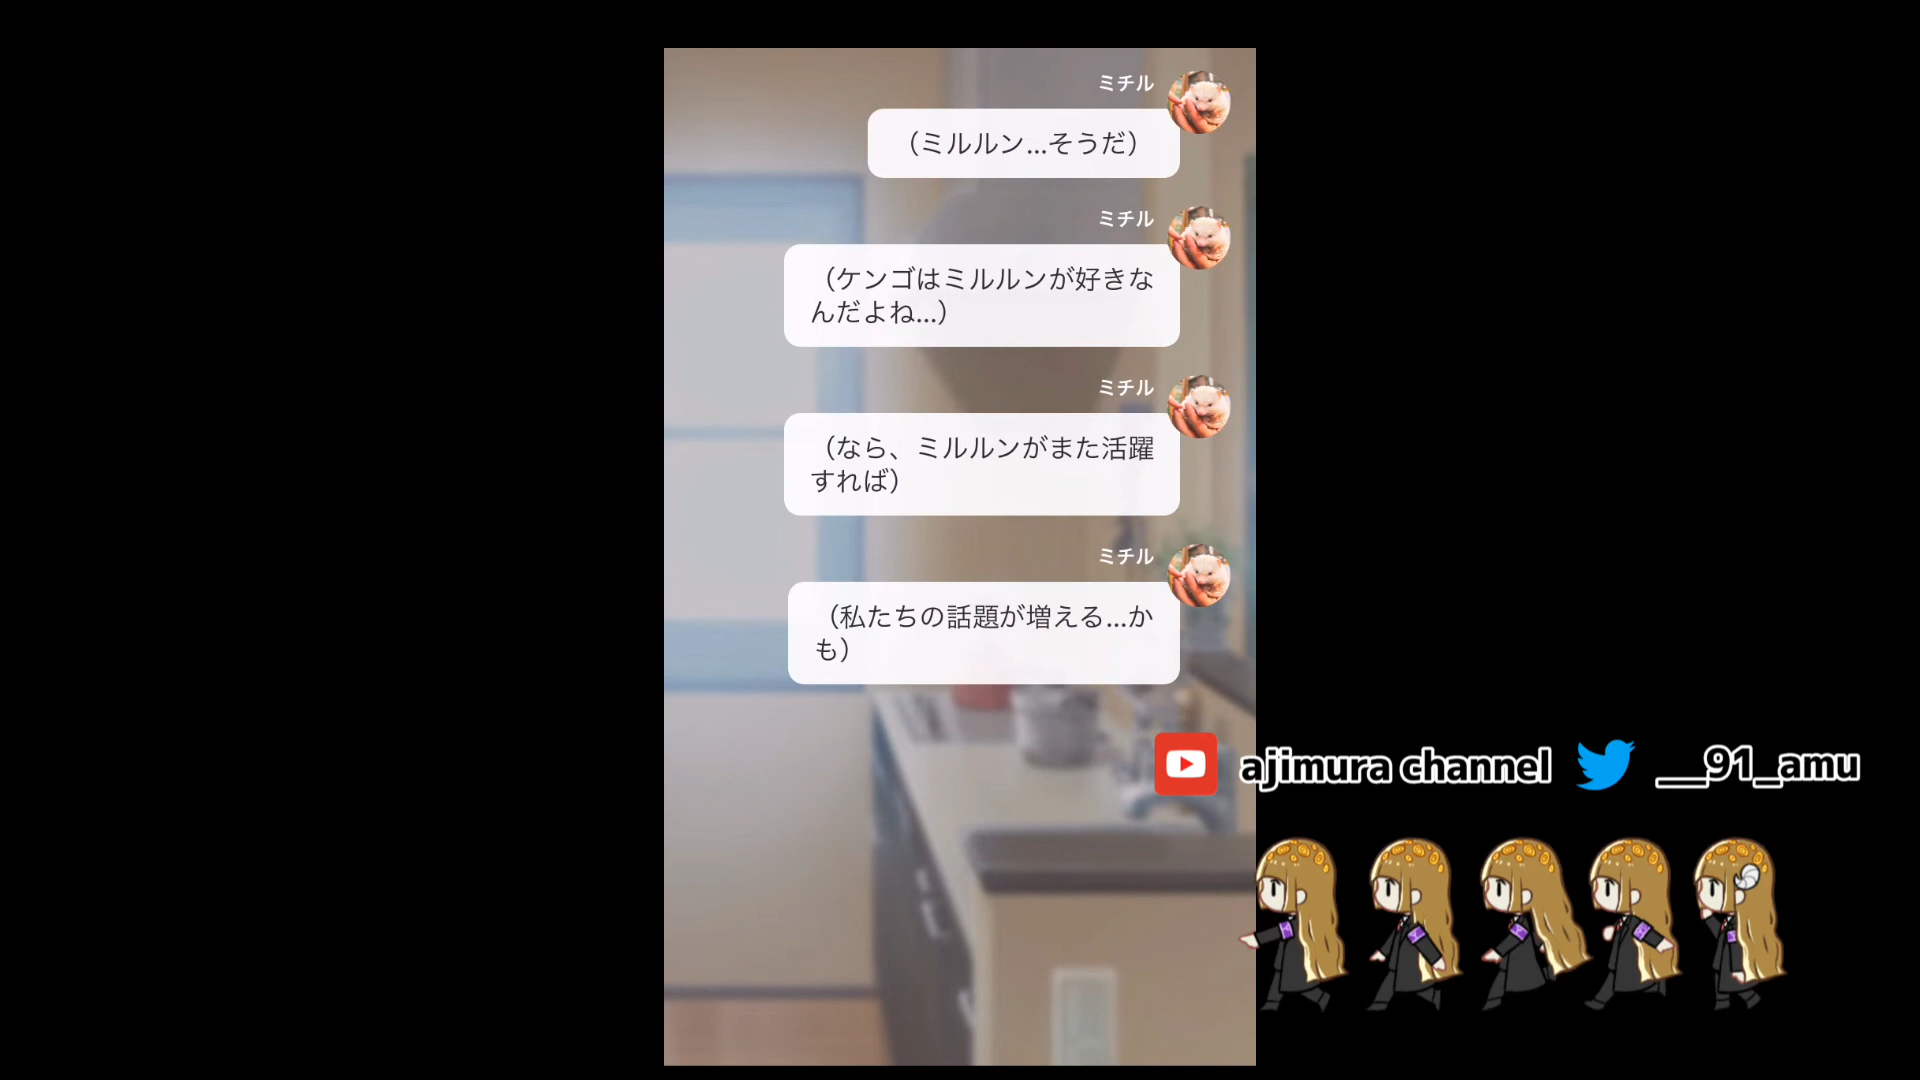 ミチル
（ミルルン...そうだ）
ミチル
（ケンゴはミルルンが好きな
んだよね...）
ミチル
（なら、ミルルンがまた活躍
すれば）
ミチル
（私たちの話題が増える...か
も）
ajimura channel
__91_amu